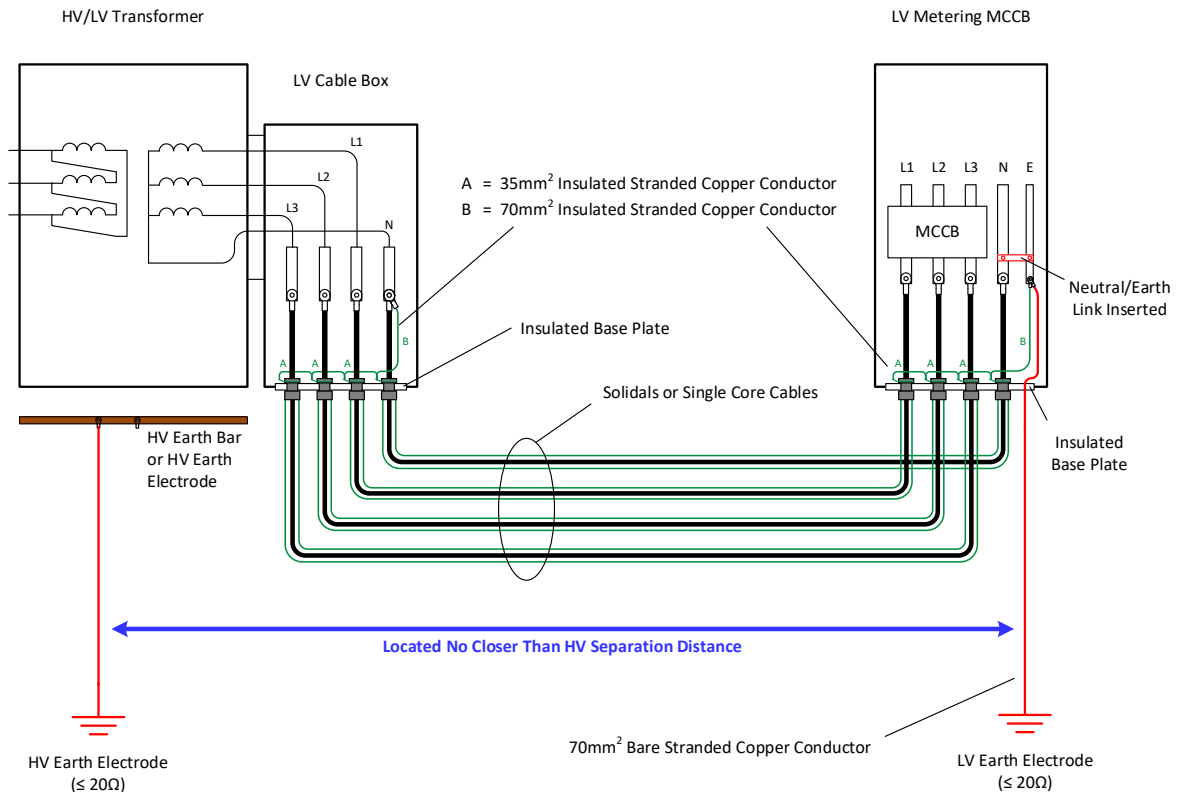 HV/LV Transformer
LV Metering MCCB
LV Cable Box
L1
L2
L3
N
A = 35mm² Insulated Stranded Copper Conductor
B = 70mm² Insulated Stranded Copper Conductor
L1 L2 L3 N E
MCCB
Neutral/Earth
Link Inserted
Insulated Base Plate
B
A A A
B
A A A
Solidals or Single Core Cables
HV Earth Bar
or HV Earth
Electrode
Insulated
Base Plate
Located No Closer Than HV Separation Distance
70mm² Bare Stranded Copper Conductor
HV Earth Electrode
(≤ 20Ω)
LV Earth Electrode
(≤ 20Ω)